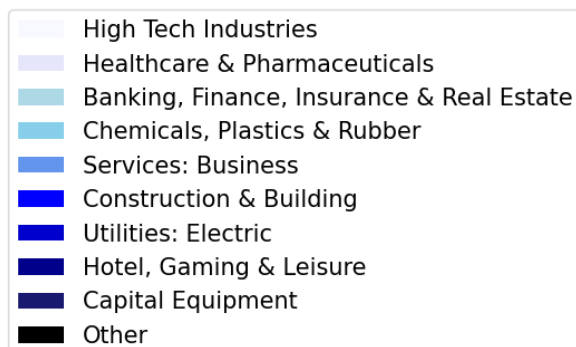 High Tech Industries
Healthcare & Pharmaceuticals
Banking, Finance, Insurance & Real Estate
Chemicals, Plastics & Rubber
Services: Business
Construction & Building
Utilities: Electric
Hotel, Gaming & Leisure
Capital Equipment
Other